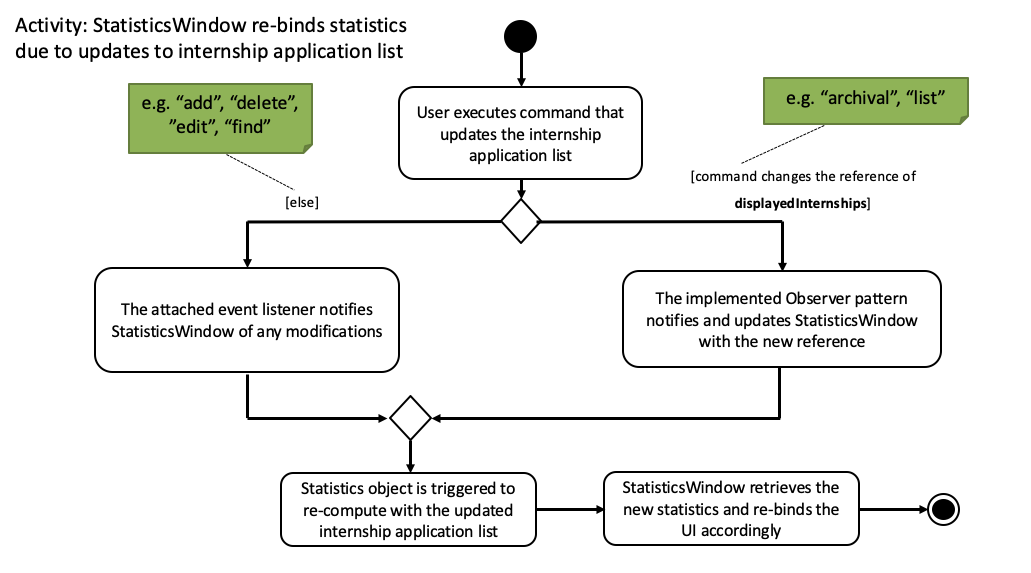 Activity: StatisticsWindow re-binds statistics
due to updates to internship application list
e.g. “add”, “delete”,
”edit”, “find”
User executes command that
updates the internship
application list
e.g. “archival”, “list”
[else]
[command changes the reference of
displayedInternships]
The attached event listener notifies
StatisticsWindow of any modifications
The implemented Observer pattern
notifies and updates StatisticsWindow
with the new reference
Statistics object is triggered to
re-compute with the updated
internship application list
StatisticsWindow retrieves the
new statistics and re-binds the
UI accordingly